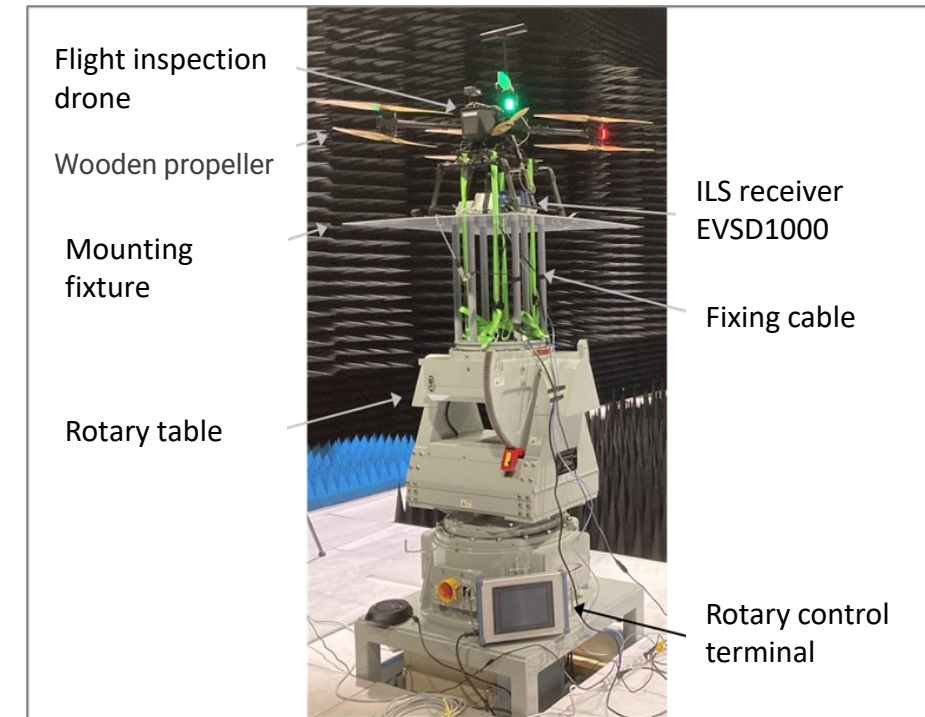 Flight inspection
drone
Wooden propeller
Mounting
fixture
Rotary table
ILS receiver
EVSD1000
Fixing cable
Rotary control
terminal